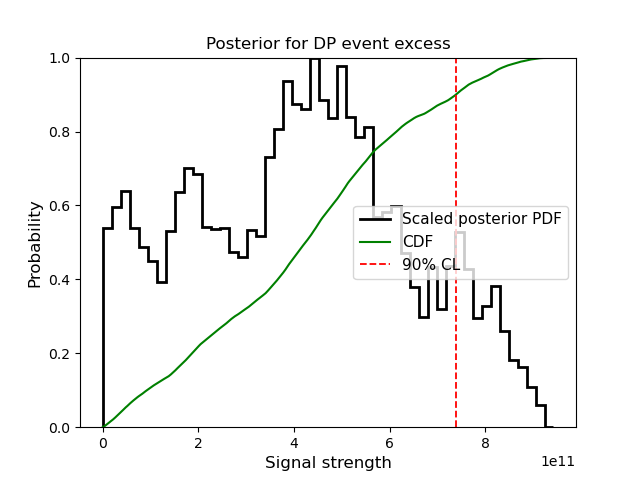 Posterior for DP event excess
Probability
1.0
0.8
0.6
0.4
0.2
0.0
Scaled posterior PDF
CDF
90% CL
0 2 4 6 8
1e11
Signal strength